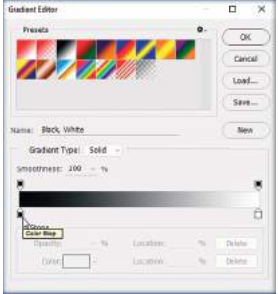 Gradient Editor
Presets
OK
Cancel
Load...
Save...
Name: Black, White
New
Gradient Type: Solid
Smoothness: 100 %
Stops
Color Stop
Opacity: % Location: % Delete
Color: Location: % Delete